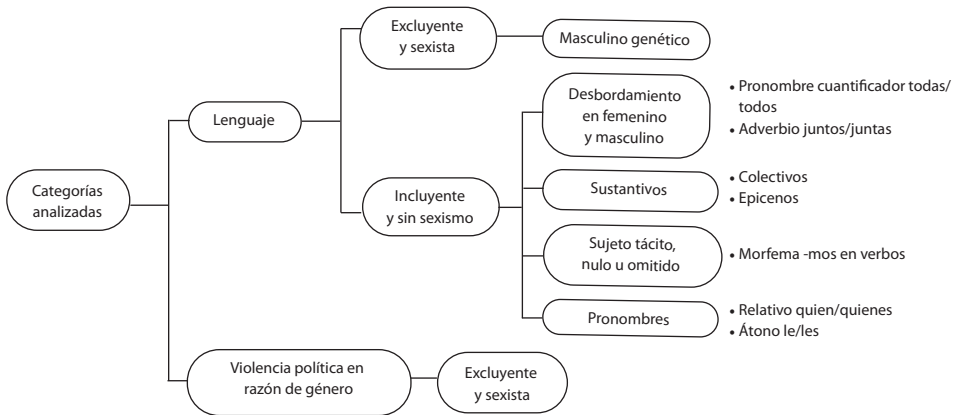 Categorías
analizadas
Lenguaje
Excluyente
y sexista
Masculino genético
Incluyente
y sin sexismo
Desbordamiento
en femenino
y masculino
• Pronombre cuantificador todas/
todos
• Adverbio juntos/juntas
Sustantivos
• Colectivos
• Epicenos
Sujeto tácito,
nulo u omitido
• Morfema -mos en verbos
Pronombres
• Relativo quien/quienes
• Átono le/les
Violencia política en
razón de género
Excluyente
y sexista